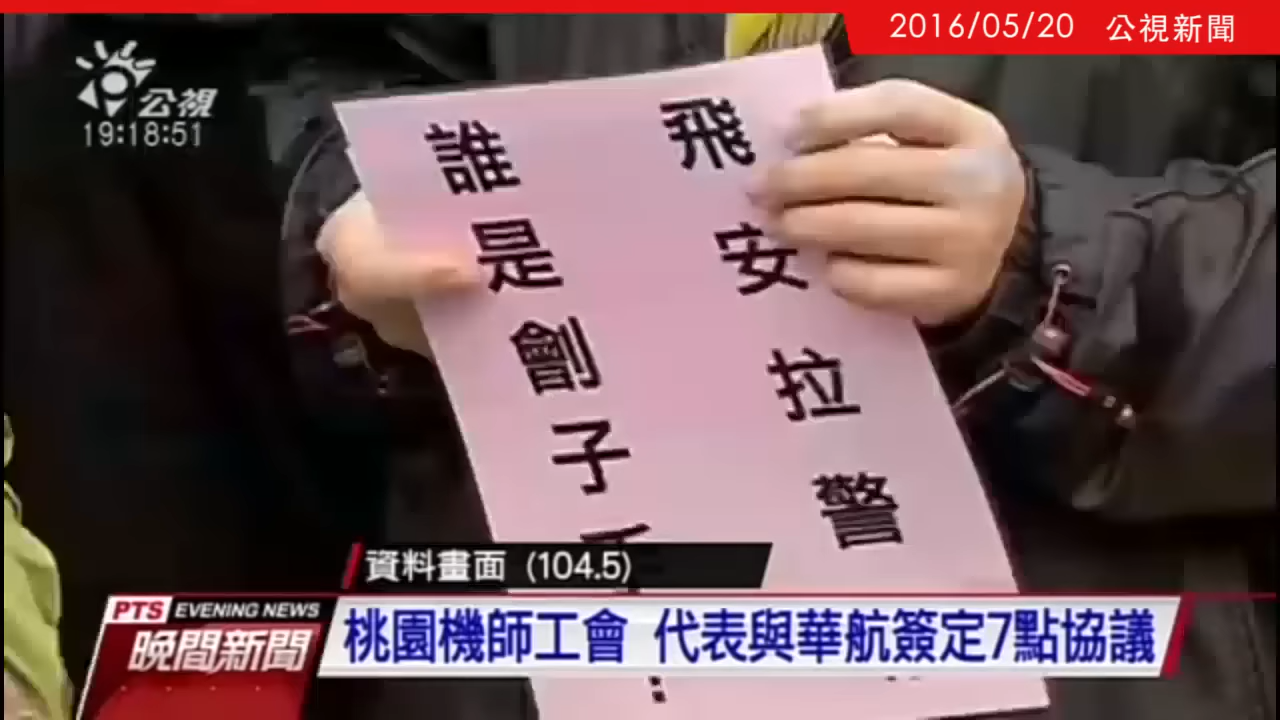 2016/05/20 公視新聞
公視
19:18:51
飛安拉警
誰是劊子
資料畫面 (104.5)
PTS EVENING NEWS
晚間新聞
桃園機師工會 代表與華航簽定7點協議